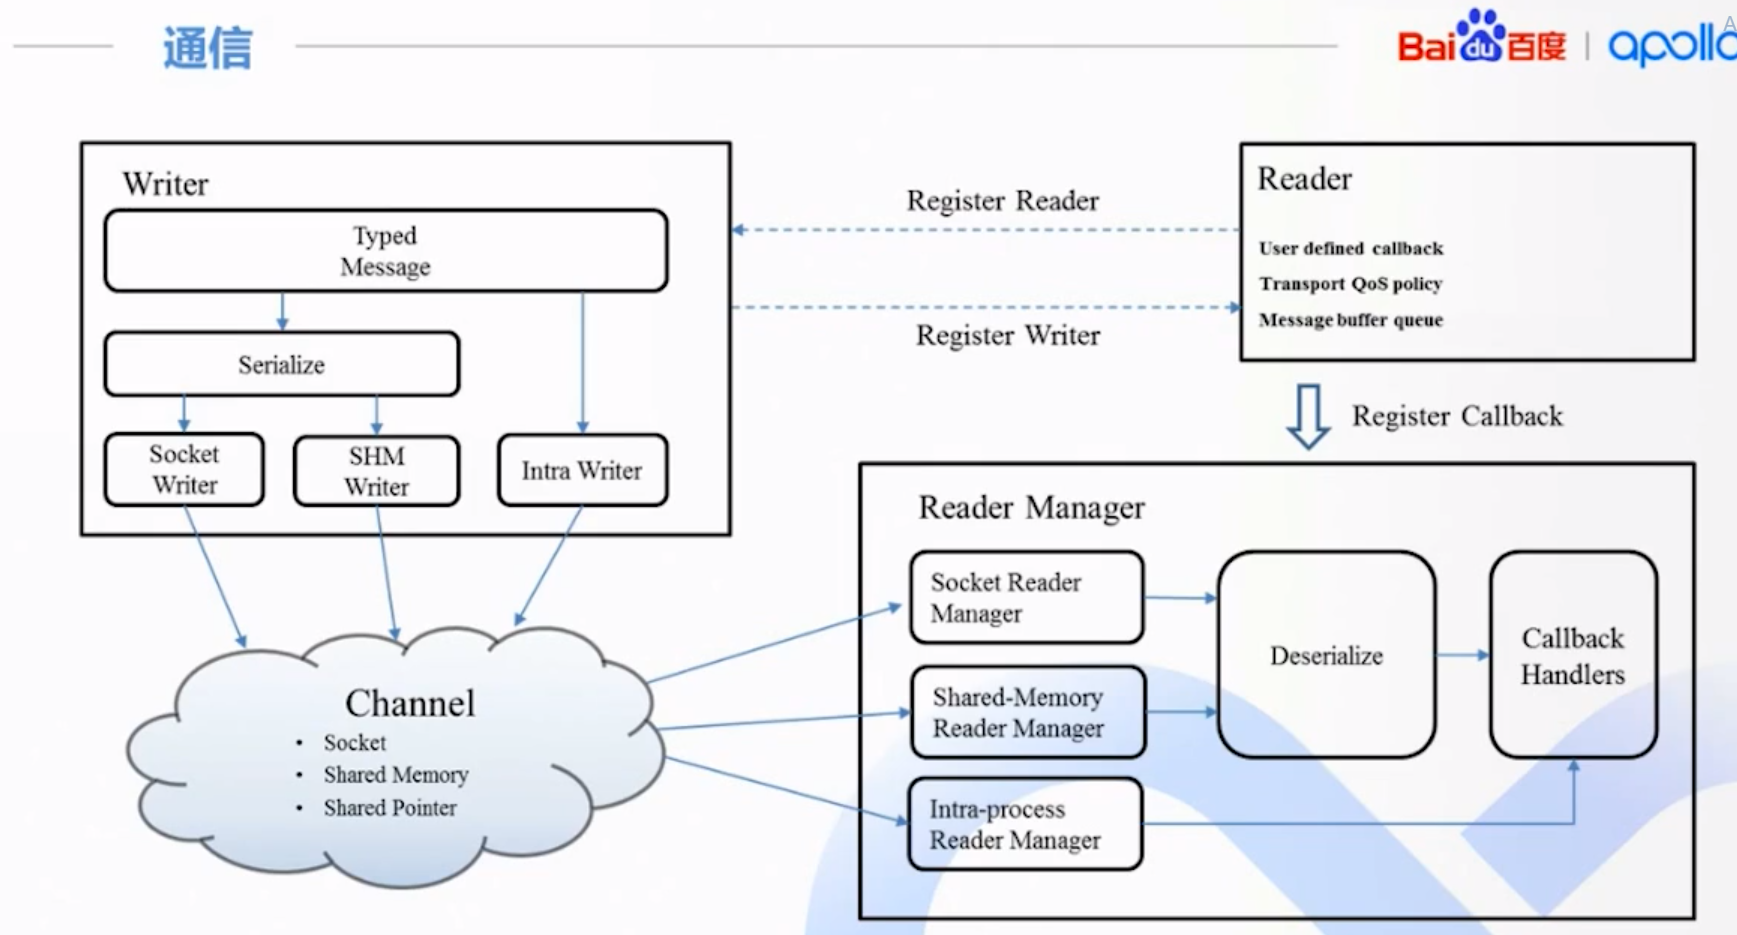 通信
Bai du 百度 | apollo
A
Writer
Typed
Message
Serialize
Socket
Writer
SHM
Writer
Intra Writer
Register Reader
Register Writer
Reader
User defined callback
Transport QoS policy
Message buffer queue
Register Callback
Channel
• Socket
• Shared Memory
• Shared Pointer
Reader Manager
Socket Reader
Manager
Shared-Memory
Reader Manager
Intra-process
Reader Manager
Deserialize
Callback
Handlers